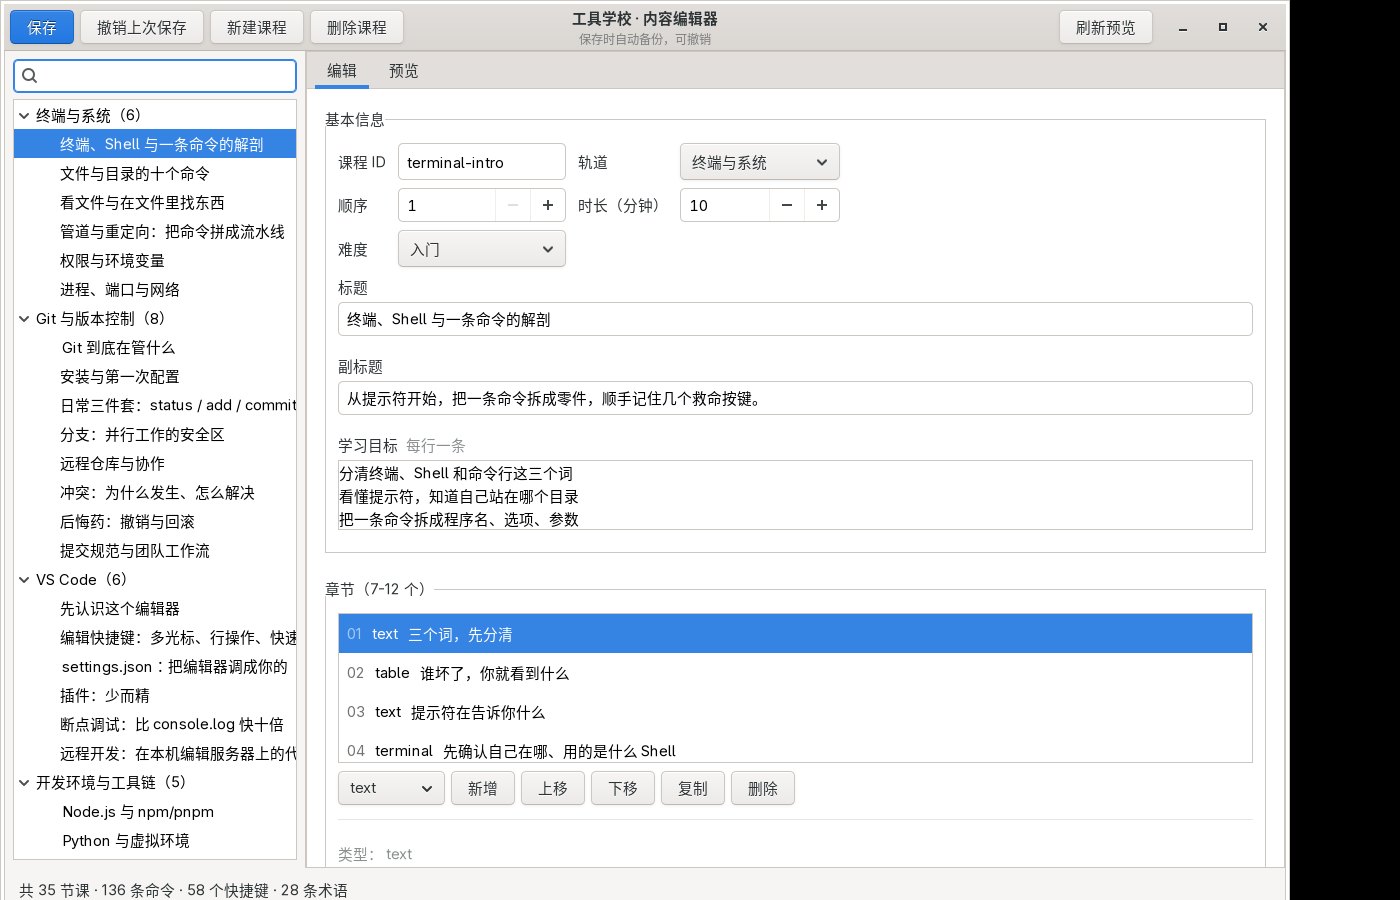 保存 撤销上次保存 新建课程 删除课程 工具学校 · 内容编辑器 刷新预览
保存时自动备份，可撤销
终端与系统（6）
终端、Shell 与一条命令的解剖
文件与目录的十个命令
看文件与在文件里找东西
管道与重定向：把命令拼成流水线
权限与环境变量
进程、端口与网络
Git 与版本控制（8）
Git 到底在管什么
安装与第一次配置
日常三件套：status / add / commit
分支：并行工作的安全区
远程仓库与协作
冲突：为什么发生、怎么解决
后悔药：撤销与回滚
提交规范与团队工作流
VS Code（6）
先认识这个编辑器
编辑快捷键：多光标、行操作、快速
settings.json：把编辑器调成你的
插件：少而精
断点调试：比 console.log 快十倍
远程开发：在本机编辑服务器上的代
开发环境与工具链（5）
Node.js 与 npm/pnpm
Python 与虚拟环境
编辑 预览
基本信息
课程 ID terminal-intro 轨道 终端与系统
顺序 1 时长（分钟） 10
难度 入门
标题
终端、Shell 与一条命令的解剖
副标题
从提示符开始，把一条命令拆成零件，顺手记住几个救命按键。
学习目标 每行一条
分清终端、Shell 和命令行这三个词
看懂提示符，知道自己站在哪个目录
把一条命令拆成程序名、选项、参数
章节（7-12 个）
01 text 三个词，先分清
02 table 谁坏了，你就看到什么
03 text 提示符在告诉你什么
04 terminal 先确认自己在哪、用的是什么 Shell
text 新增 上移 下移 复制 删除
类型： text
共 35 节课 · 136 条命令 · 58 个快捷键 · 28 条术语